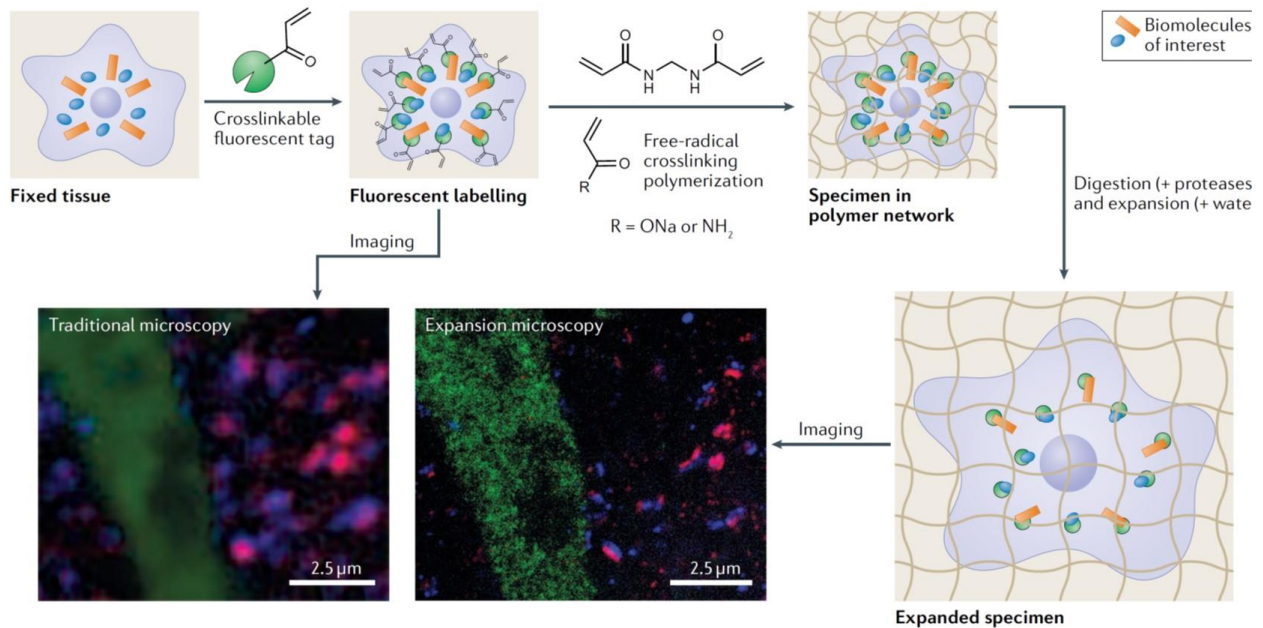 Biomolecules
of interest
Crosslinkable
fluorescent tag
O
O
O
N
H
N
H
O
R
Free-radical
crosslinking
polymerization
R = ONa or NH2
Fixed tissue
Fluorescent labelling
Specimen in
polymer network
Digestion (+ proteases
and expansion (+ wate
Imaging
Traditional microscopy
2.5 µm
Expansion microscopy
2.5 µm
Imaging
Expanded specimen